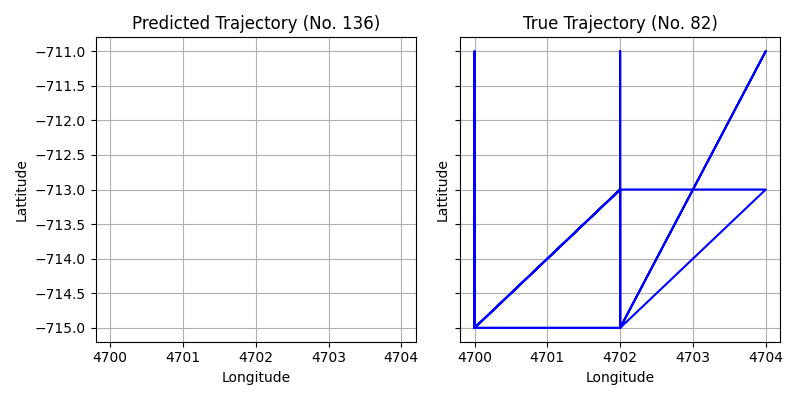 Predicted Trajectory (No. 136)
True Trajectory (No. 82)
−711.0
−711.5
−712.0
−712.5
−713.0
−713.5
−714.0
−714.5
−715.0
Lattitude
4700 4701 4702 4703 4704
Longitude
Lattitude
4700 4701 4702 4703 4704
Longitude